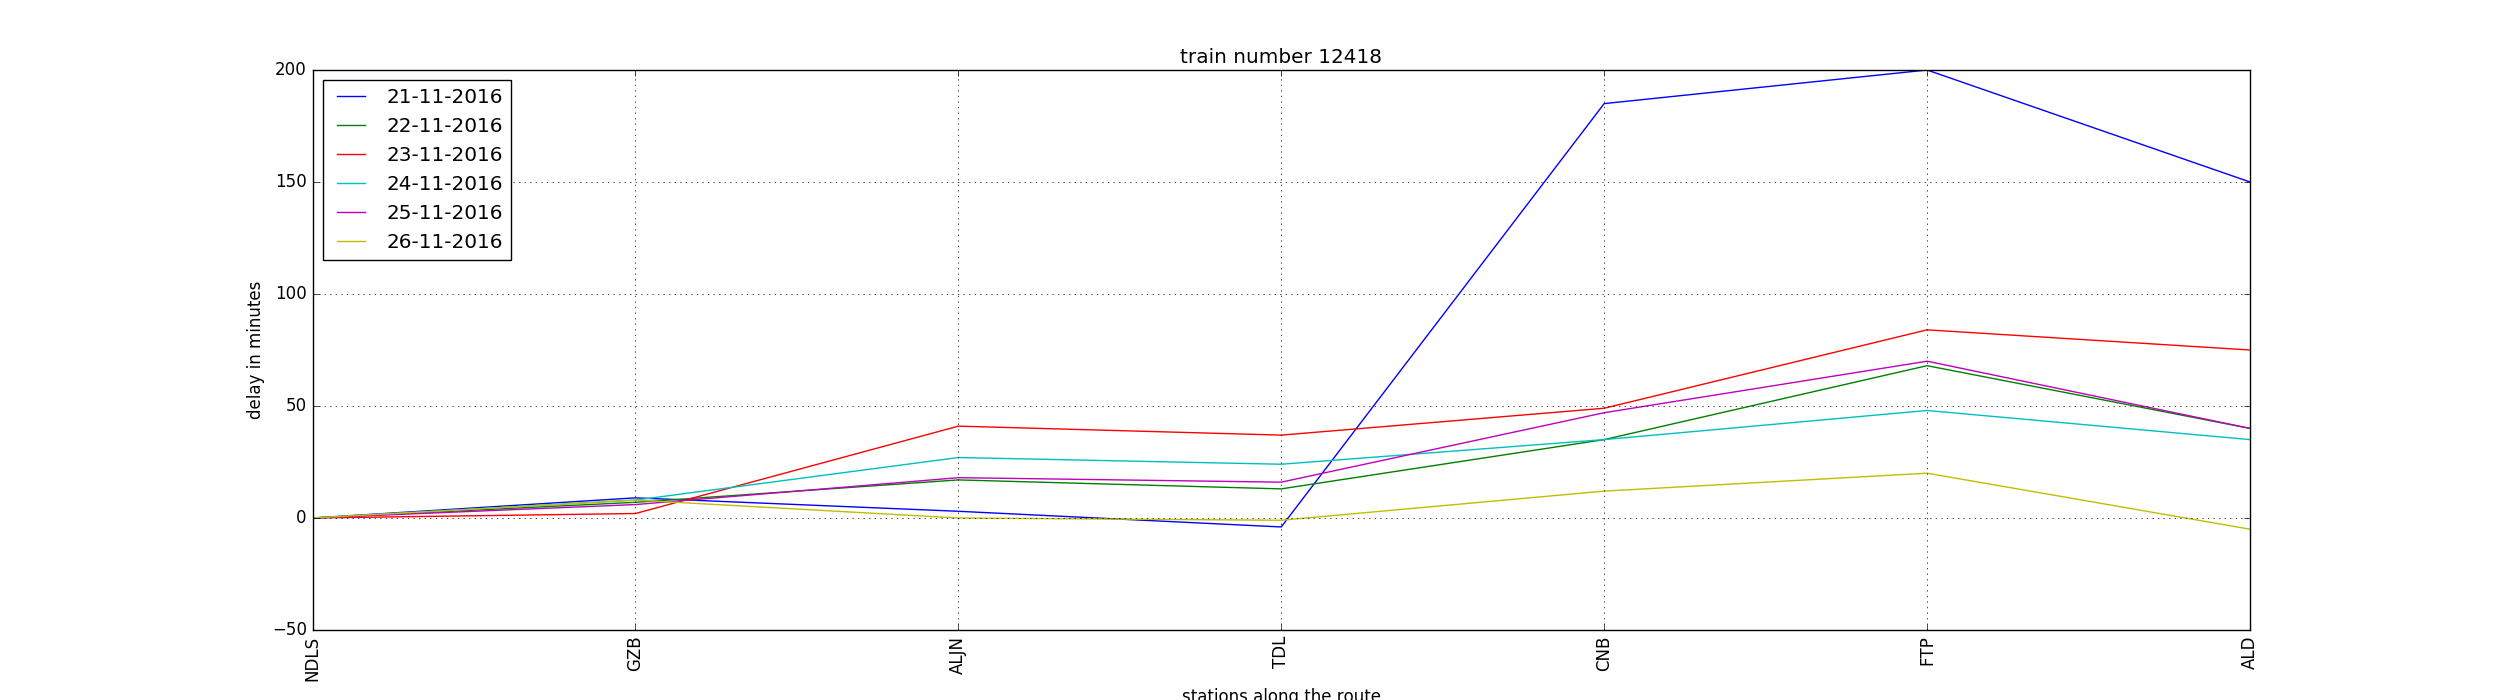 train number 12418
200
150
100
50
0
−50
delay in minutes
21-11-2016
22-11-2016
23-11-2016
24-11-2016
25-11-2016
26-11-2016
NDLS
GZB
ALJN
TDL
CNB
FTP
ALD
stations along the route